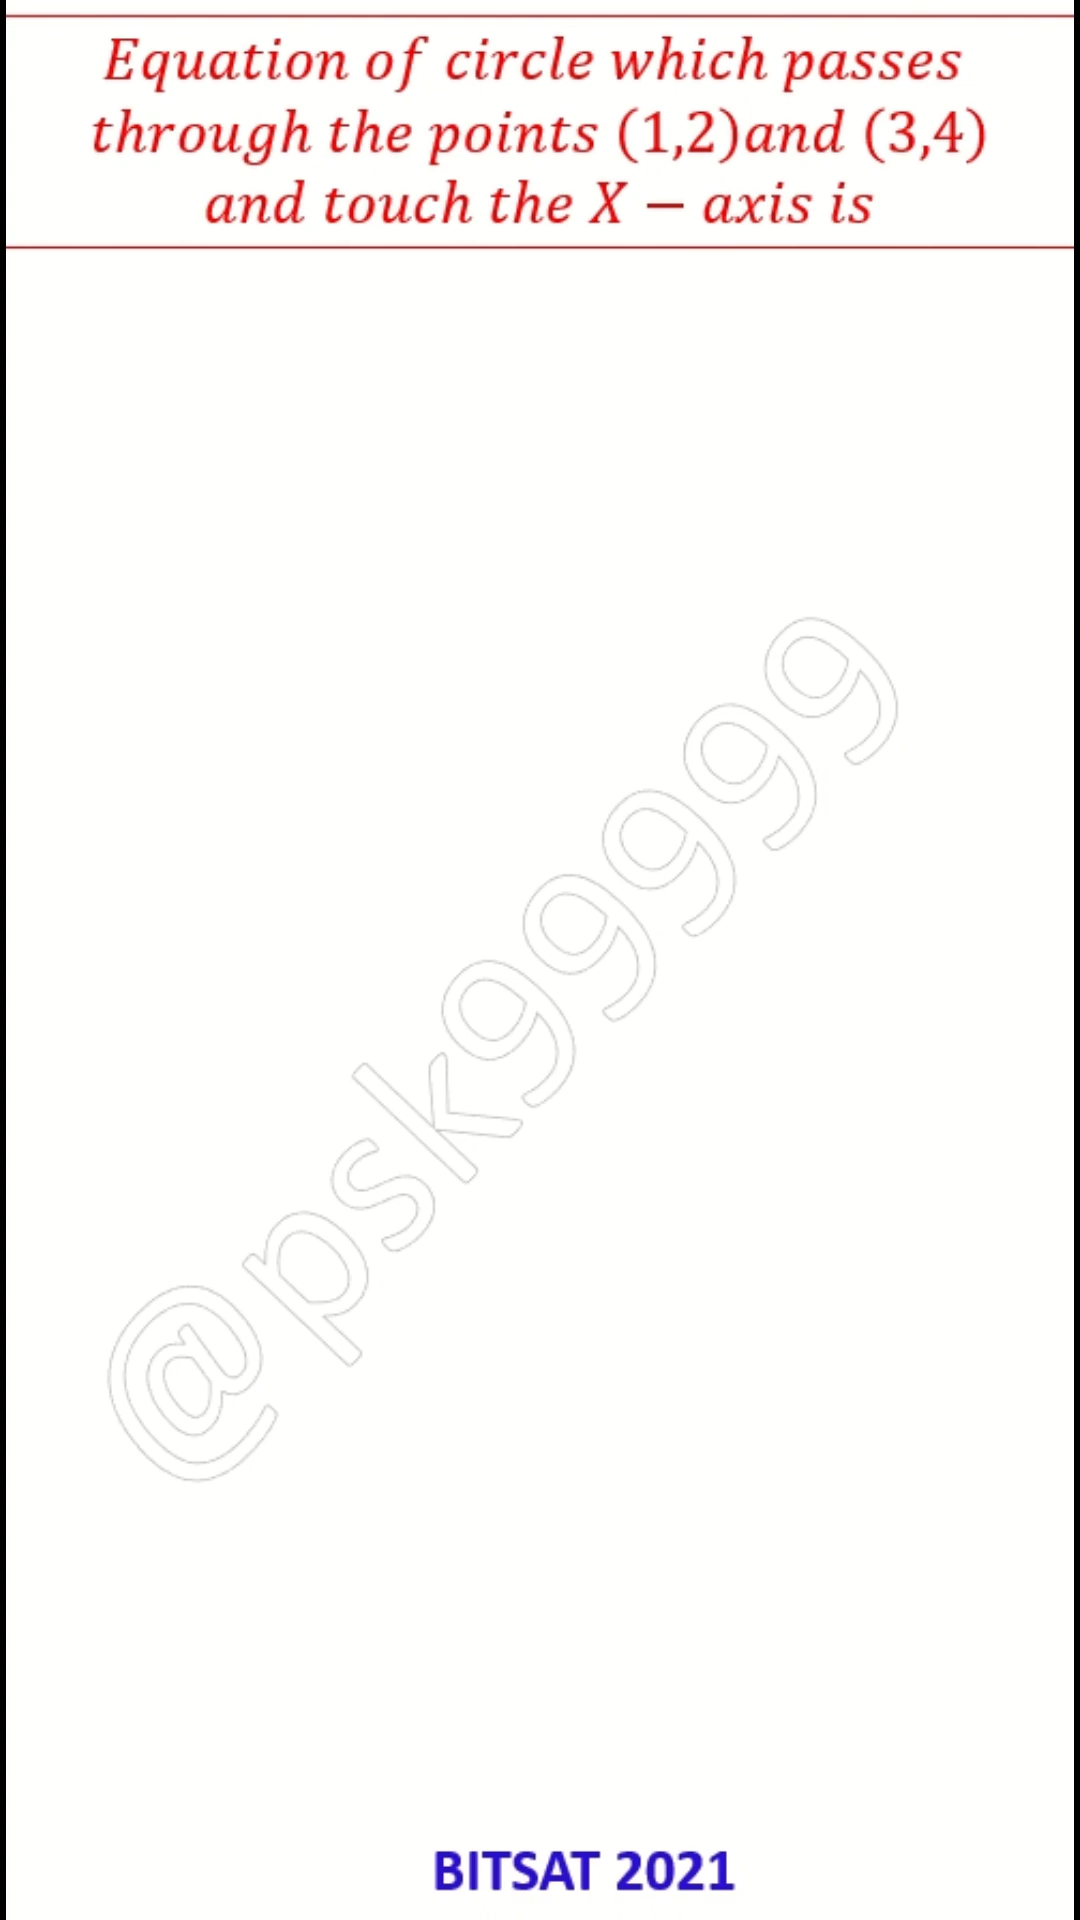 Equation of circle which passes
through the points (1,2)and (3,4)
and touch the X − axis is
@psk9999
BITSAT 2021